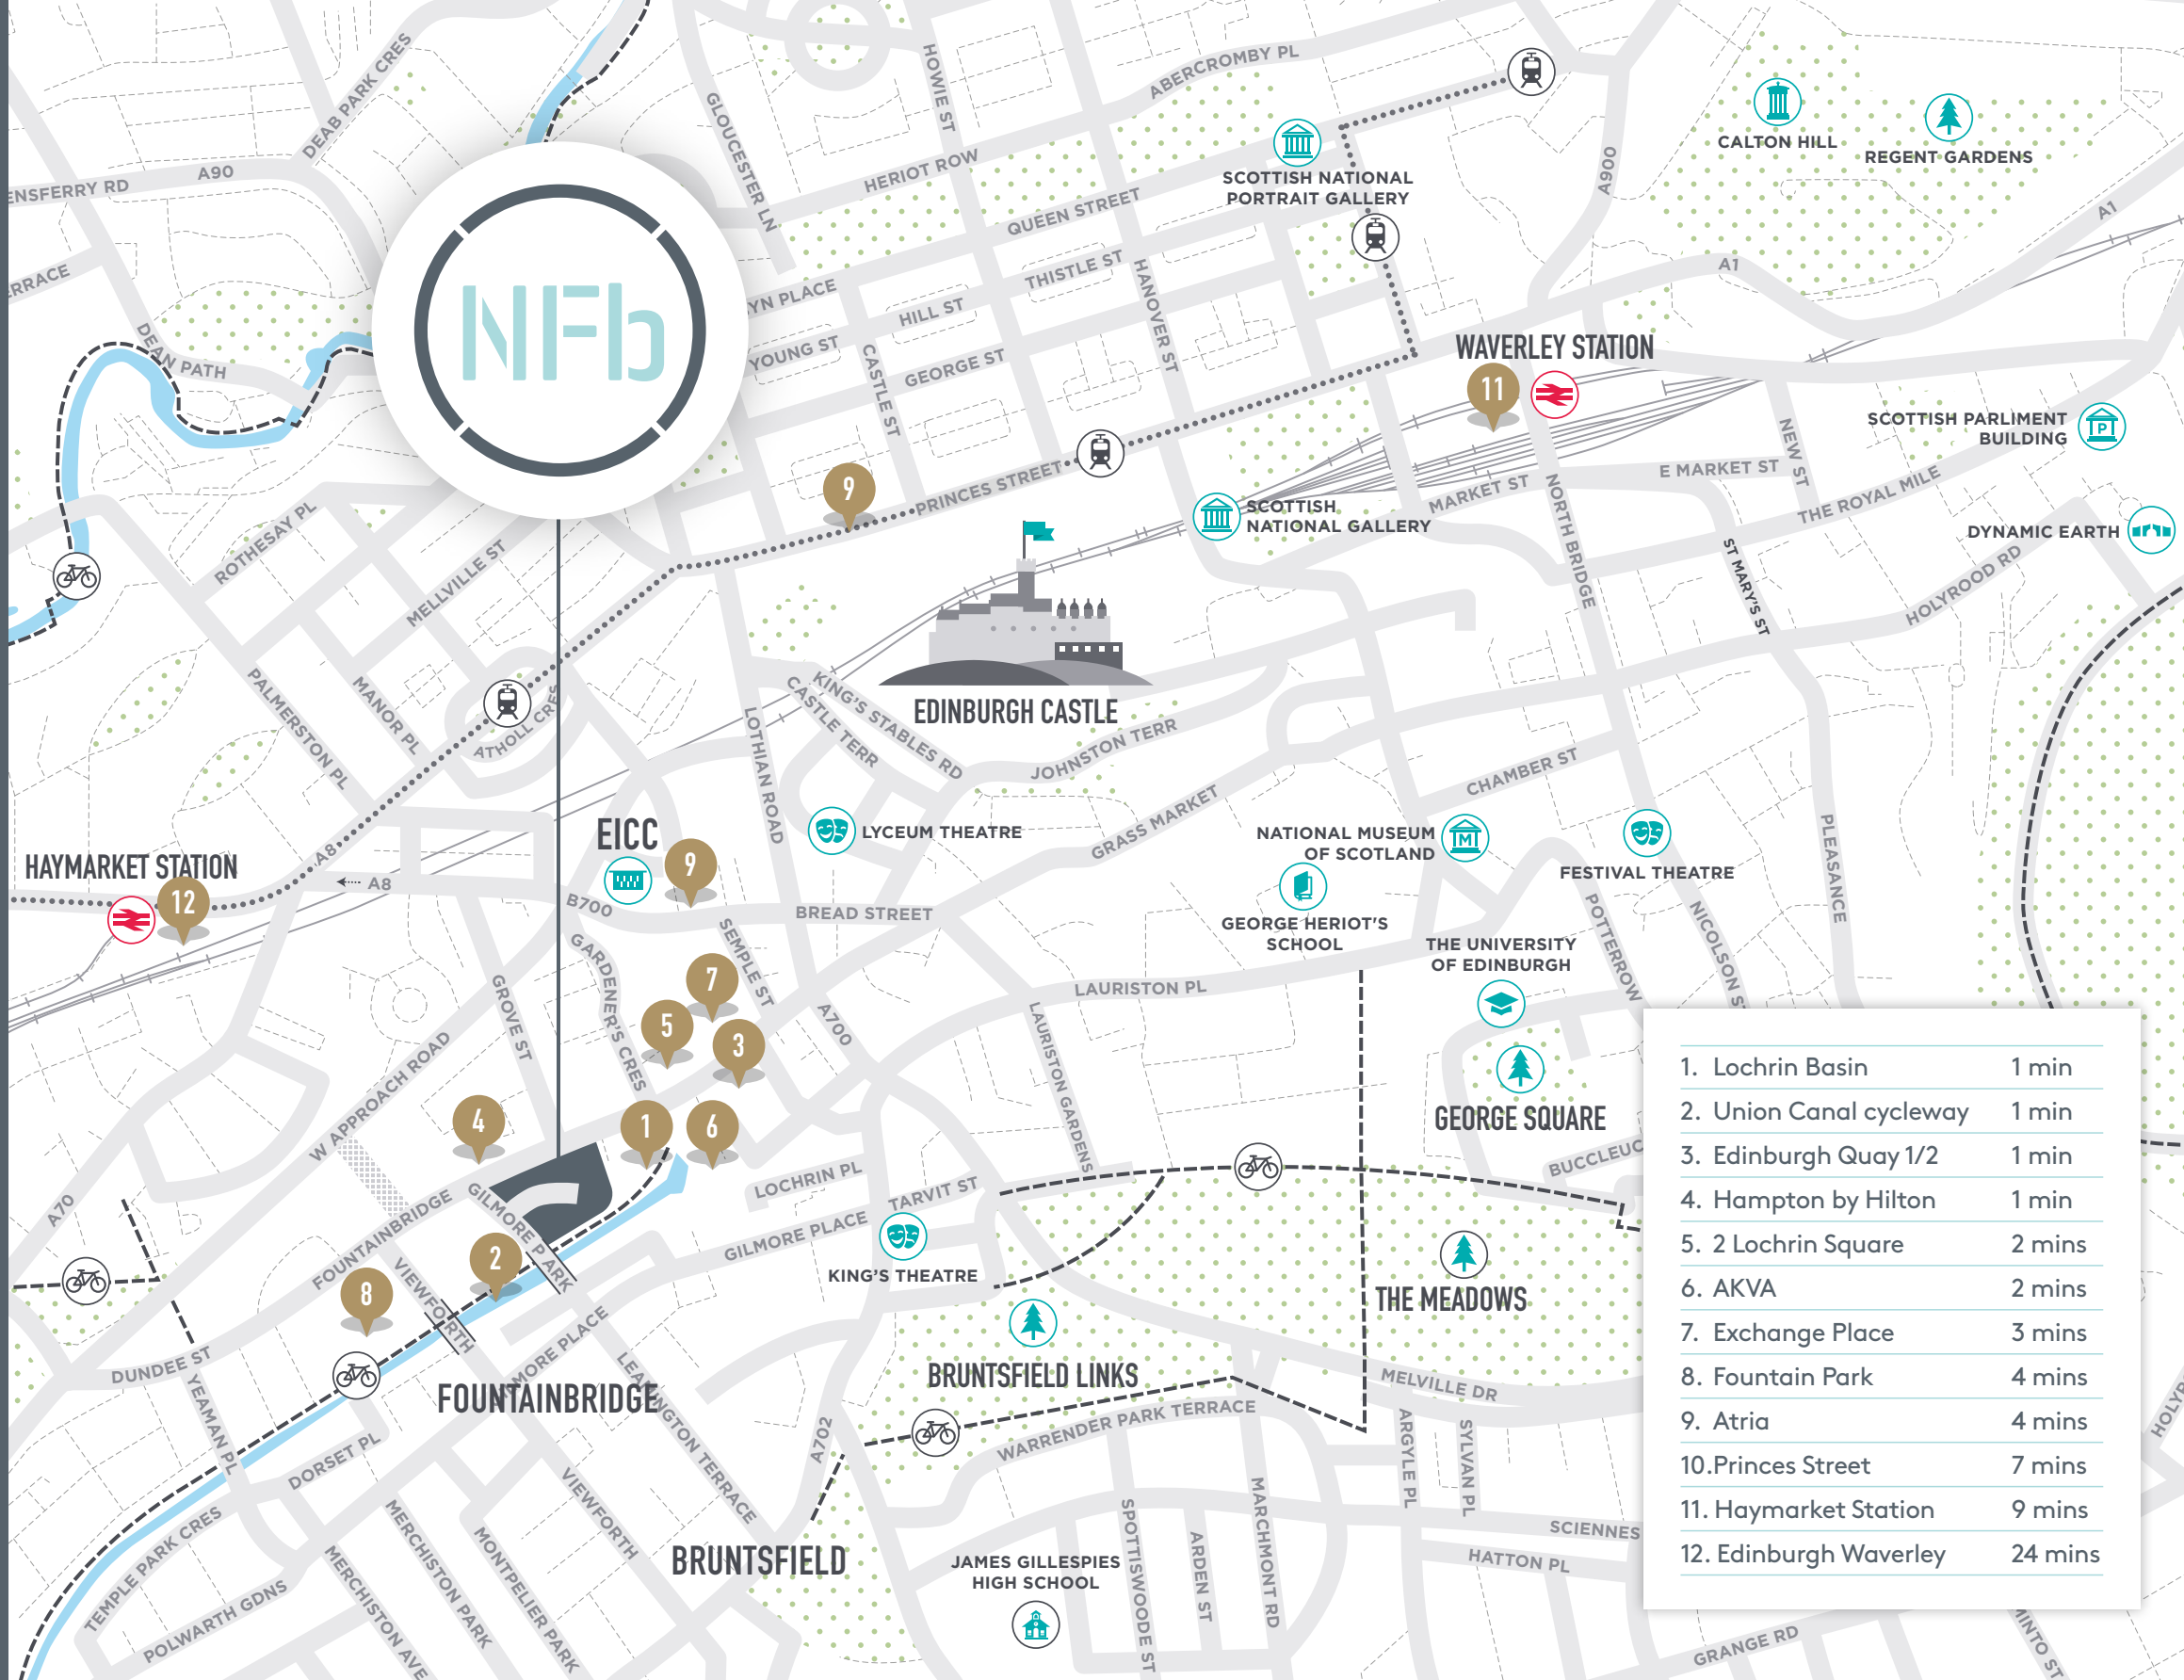 DEAB PARK CRES
A90
ENSFERRY RD
ERRACE
DEAN PATH
NFb
GLOUCESTER LN
HOWIE ST
ABERCROMBY PL
HERIOT ROW
QUEEN STREET
SCOTTISH NATIONAL
PORTRAIT GALLERY
A900
CALTON HILL
REGENT GARDENS
A1
A1
YN PLACE
YOUNG ST
HILL ST
THISTLE ST
HANOVER ST
CASTLE ST
GEORGE ST
WAVERLEY STATION
11
PRINCES STREET
9
SCOTTISH
NATIONAL GALLERY
MARKET ST
NORTH BRIDGE
E MARKET ST
NEW ST
SCOTTISH PARLIMENT
BUILDING
P
THE ROYAL MILE
DYNAMIC EARTH
ST MARY'S ST
HOLYROOD RD
ROTHESAY PL
MELLVILLE ST
PALMERSTON PL
MANOR PL
ATHOLL CRES
EDINBURGH CASTLE
KING'S STABLES RD
CASTLE TERR
JOHNSTON TERR
LOTHIAN ROAD
GRASS MARKET
CHAMBER ST
PLEASANCE
HAYMARKET STATION
12
A8
A8
EICC
9
LYCEUM THEATRE
NATIONAL MUSEUM
OF SCOTLAND
M
FESTIVAL THEATRE
GEORGE HERIOT'S
SCHOOL
B700
BREAD STREET
THE UNIVERSITY
OF EDINBURGH
POTTERROW
NICOLSON S
GARDENER'S CRES
SEMPLE ST
GROVE ST
7
5
3
A700
LAURISTON PL
LAURISTON GARDENS
W APPROACH ROAD
4
1
6
GEORGE SQUARE
BUCCLEUC
A70
LOCHRIN PL
TARVIT ST
FOUNTAINBRIDGE
GILMORE PARK
GILMORE PLACE
2
8
VIEWFORTH
KING'S THEATRE
THE MEADOWS
DUNDEE ST
YEAMAN PL
MORE PLACE
FOUNTAINBRIDGE
LEAMINGTON TERRACE
BRUNTSFIELD LINKS
MELVILLE DR
A702
WARRENDER PARK TERRACE
ARGYLE PL
SYLVAN PL
DORSET PL
VIEWFORTH
TEMPLE PARK CRES
MERCHISTON PARK
MONTPELIER PARK
MERCHISTON AVE
POLWARTH GDNS
BRUNTSFIELD
JAMES GILLESPIES
HIGH SCHOOL
SPOTTISWOODE ST
ARDEN ST
MARCHMONT RD
SCIENNES
HATTON PL
GRANGE RD
MINTO ST
HOLYR
1. Lochrin Basin 1 min
2. Union Canal cycleway 1 min
3. Edinburgh Quay 1/2 1 min
4. Hampton by Hilton 1 min
5. 2 Lochrin Square 2 mins
6. AKVA 2 mins
7. Exchange Place 3 mins
8. Fountain Park 4 mins
9. Atria 4 mins
10.Princes Street 7 mins
11. Haymarket Station 9 mins
12. Edinburgh Waverley 24 mins